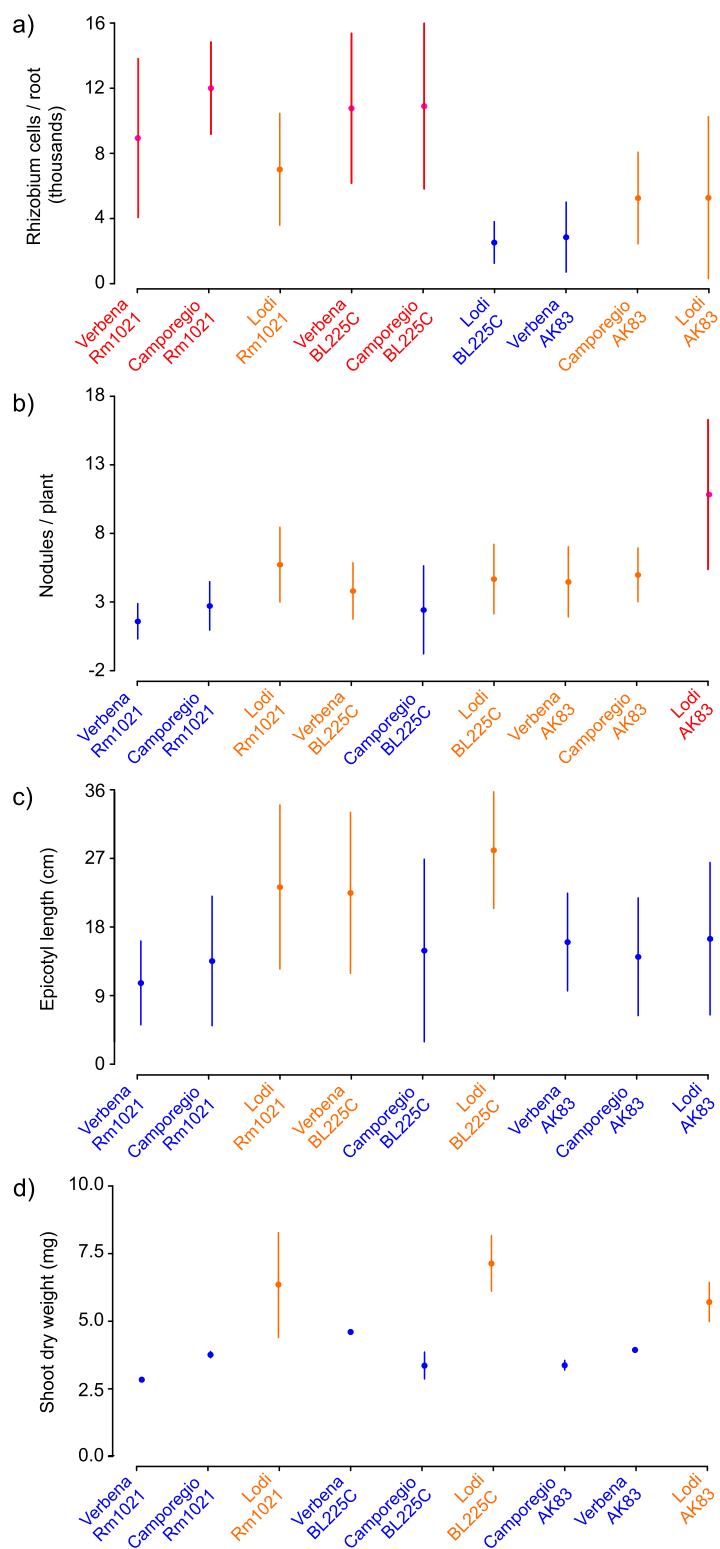 a)
Rhizobium cells / root
(thousands)
16
12
8
4
0
Verbena
Rm1021
Camporegio
Rm1021
Lodi
Rm1021
Verbena
BL225C
Camporegio
BL225C
Lodi
BL225C
Verbena
AK83
Camporegio
AK83
Lodi
AK83
b)
Nodules / plant
18
13
8
3
-2
Verbena
Rm1021
Camporegio
Rm1021
Lodi
Rm1021
Verbena
BL225C
Camporegio
BL225C
Lodi
BL225C
Verbena
AK83
Camporegio
AK83
Lodi
AK83
c)
Epicotyl length (cm)
36
27
18
9
0
Verbena
Rm1021
Camporegio
Rm1021
Lodi
Rm1021
Verbena
BL225C
Camporegio
BL225C
Lodi
BL225C
Verbena
AK83
Camporegio
AK83
Lodi
AK83
d)
Shoot dry weight (mg)
10.0
7.5
5.0
2.5
0.0
Verbena
Rm1021
Camporegio
Rm1021
Lodi
Rm1021
Verbena
BL225C
Camporegio
BL225C
Lodi
BL225C
Camporegio
AK83
Verbena
AK83
Lodi
AK83